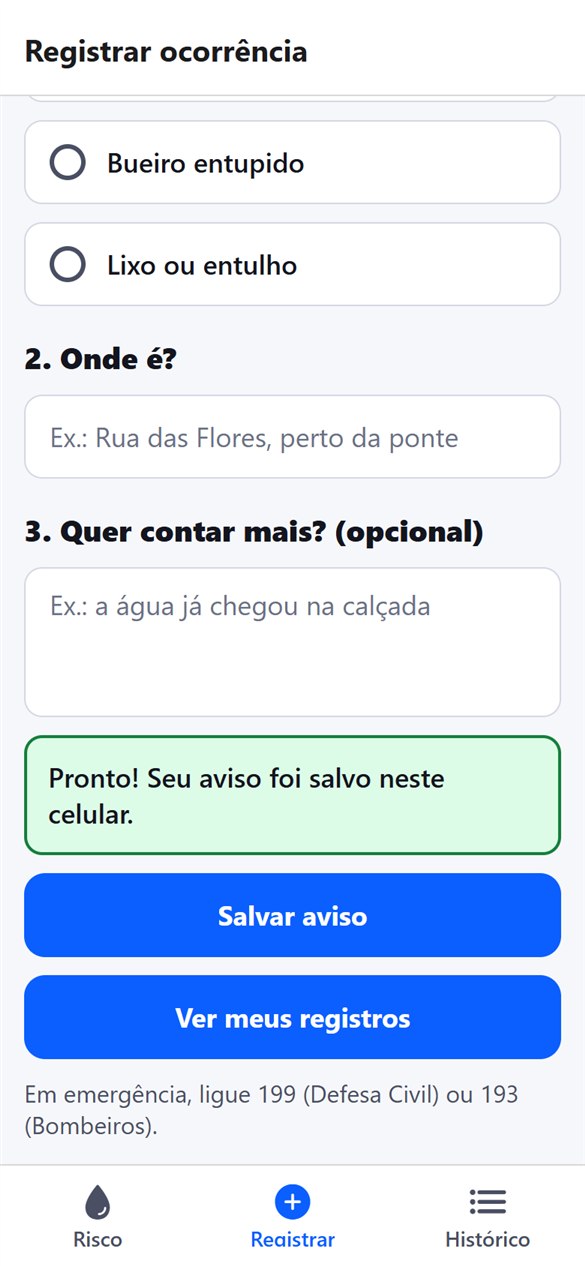 Registrar ocorrência
Bueiro entupido
Lixo ou entulho
2. Onde é?
Ex.: Rua das Flores, perto da ponte
3. Quer contar mais? (opcional)
Ex.: a água já chegou na calçada
Pronto! Seu aviso foi salvo neste
celular.
Salvar aviso
Ver meus registros
Em emergência, ligue 199 (Defesa Civil) ou 193
(Bombeiros).
Risco
Registrar
Histórico